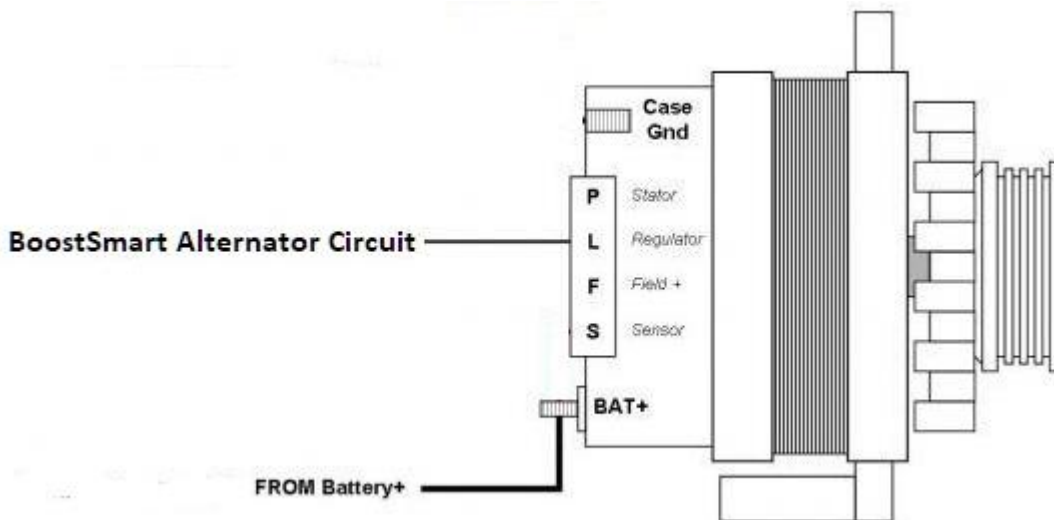 Case
Gnd
P Stator
BoostSmart Alternator Circuit L Regulator
F Field +
S Sensor
BAT+
FROM Battery+